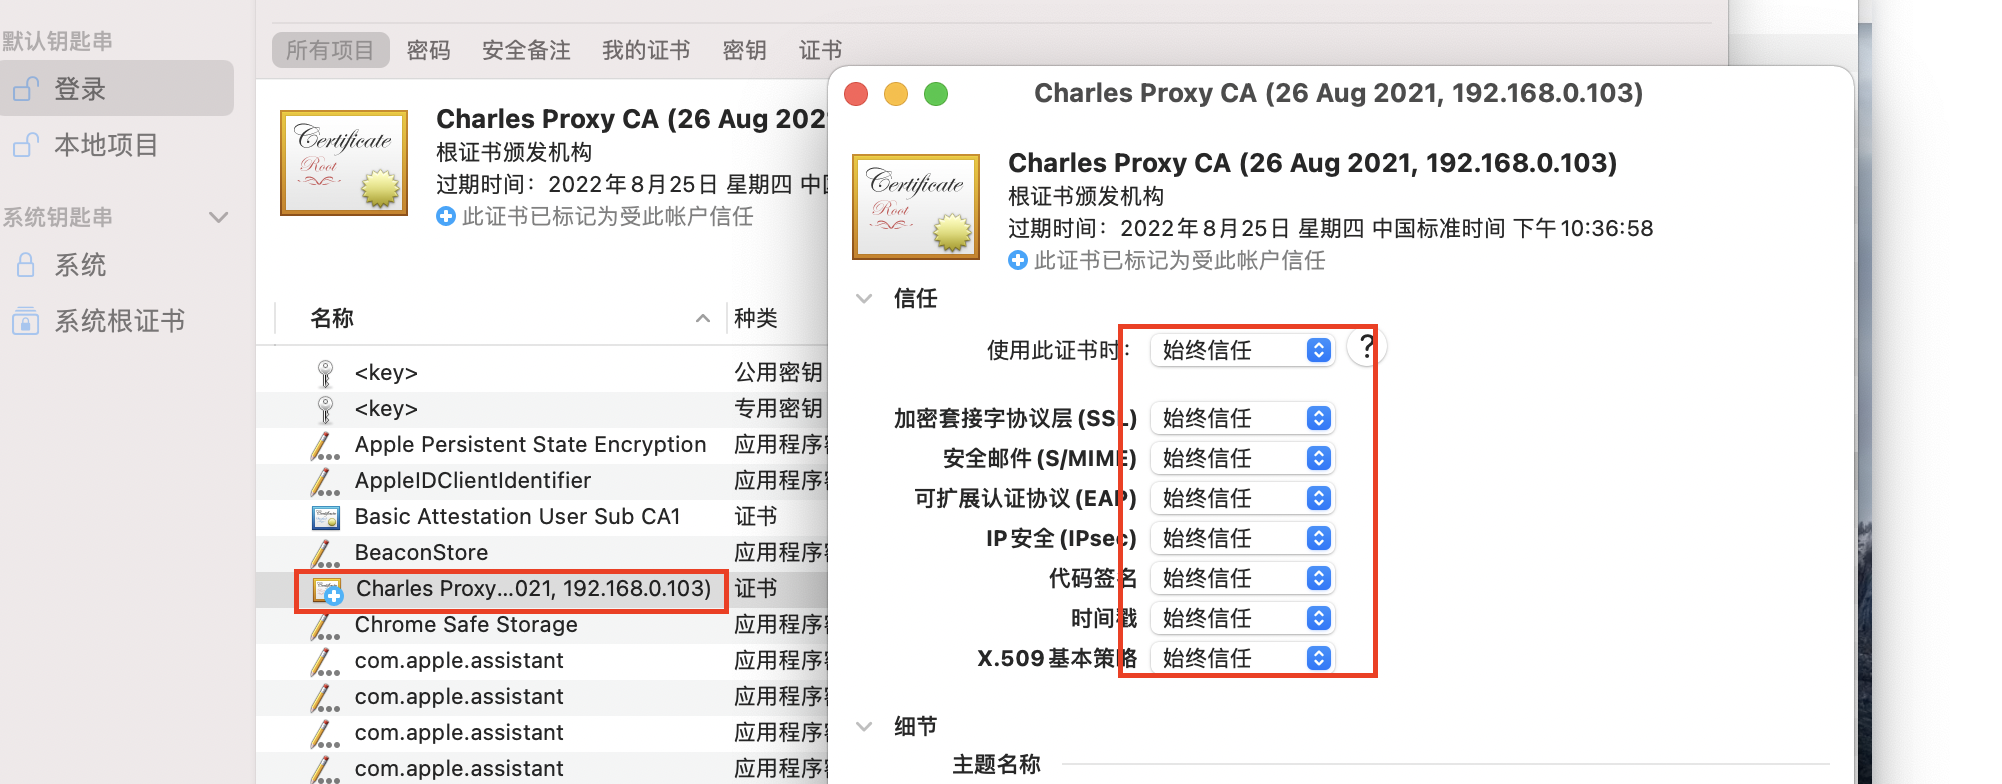 默认钥匙串
登录
本地项目
系统钥匙串
系统
系统根证书
所有项目 密码 安全备注 我的证书 密钥 证书
Charles Proxy CA (26 Aug 202
根证书颁发机构
过期时间：2022年8月25日 星期四 中国
此证书已标记为受此帐户信任
名称 种类
<key> 公用密钥
<key> 专用密钥
Apple Persistent State Encryption 应用程序密
AppleIDClientIdentifier 应用程序密
Basic Attestation User Sub CA1 证书
BeaconStore 应用程序密
Charles Proxy...021, 192.168.0.103) 证书
Chrome Safe Storage 应用程序密
com.apple.assistant 应用程序密
com.apple.assistant 应用程序密
com.apple.assistant 应用程序密
com.apple.assistant 应用程序密
Charles Proxy CA (26 Aug 2021, 192.168.0.103)
Charles Proxy CA (26 Aug 2021, 192.168.0.103)
根证书颁发机构
过期时间：2022年8月25日 星期四 中国标准时间 下午10:36:58
此证书已标记为受此帐户信任
信任
使用此证书时： 始终信任 ?
加密套接字协议层 (SSL) 始终信任
安全邮件 (S/MIME) 始终信任
可扩展认证协议 (EAP) 始终信任
IP安全 (IPsec) 始终信任
代码签名 始终信任
时间戳 始终信任
X.509基本策略 始终信任
细节
主题名称